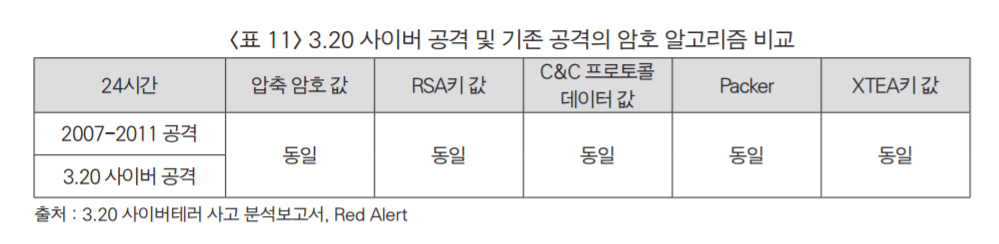 <표 11> 3.20 사이버 공격 및 기존 공격의 암호 알고리즘 비교
24시간 압축 암호 값 RSA키 값 C&C 프로토콜 데이터 값 Packer XTEA키 값
2007-2011 공격
동일 동일 동일 동일 동일
3.20 사이버 공격
출처 : 3.20 사이버테러 사고 분석보고서, Red Alert